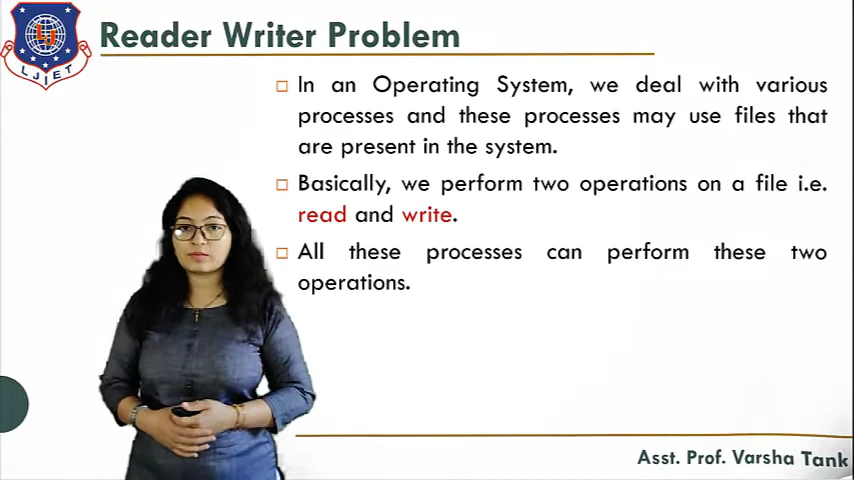 Reader Writer Problem
LJ
LJIET
In an Operating System, we deal with various
processes and these processes may use files that
are present in the system.
Basically, we perform two operations on a file i.e.
read and write.
All these processes can perform these two
operations.
Asst. Prof. Varsha Tank